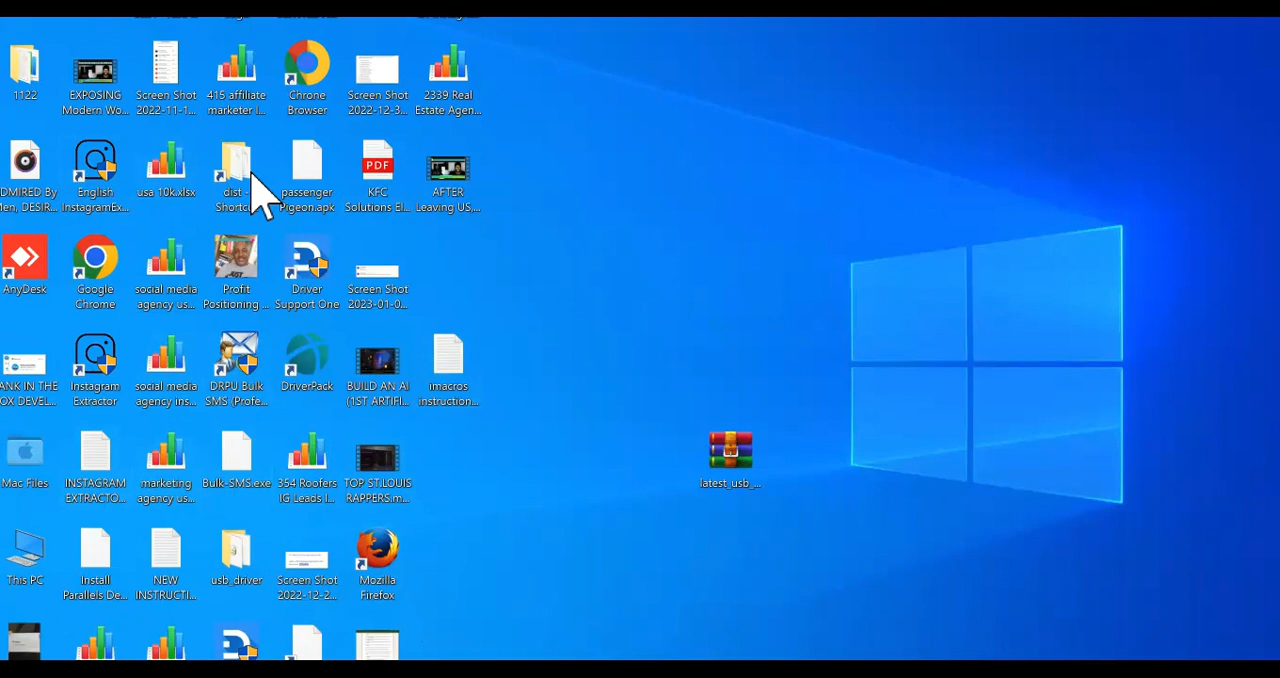 1122
EXPOSING
Modern Wo...
Screen Shot
2022-11-1...
415 affiliate
marketer l...
Chrome
Browser
Screen Shot
2022-12-3...
2339 Real
Estate Agen...
DMIRED By
Men, DESIR...
English
InstagramEx...
usa 10k.xlsx
dist -
Shortcu
passenger
Pigeon.apk
PDF
KFC
Solutions El...
AFTER
Leaving US,...
AnyDesk
Google
Chrome
social media
agency us...
Profit
Positioning ...
Driver
Support One
Screen Shot
2023-01-0...
ANK IN THE
OX DEVEL...
Instagram
Extractor
social media
agency ins...
DRPU Bulk
SMS (Profe...
DriverPack
BUILD AN AI
(1ST ARTIFI...
imacros
instruction...
Mac Files
INSTAGRAM
EXTRACTO...
marketing
agency us...
Bulk-SMS.exe
354 Roofers
IG Leads l...
TOP ST.LOUIS
RAPPERS.m...
latest_usb_...
This PC
Install
Parallels De...
NEW
INSTRUCTI...
usb_driver
Screen Shot
2022-12-2...
Mozilla
Firefox